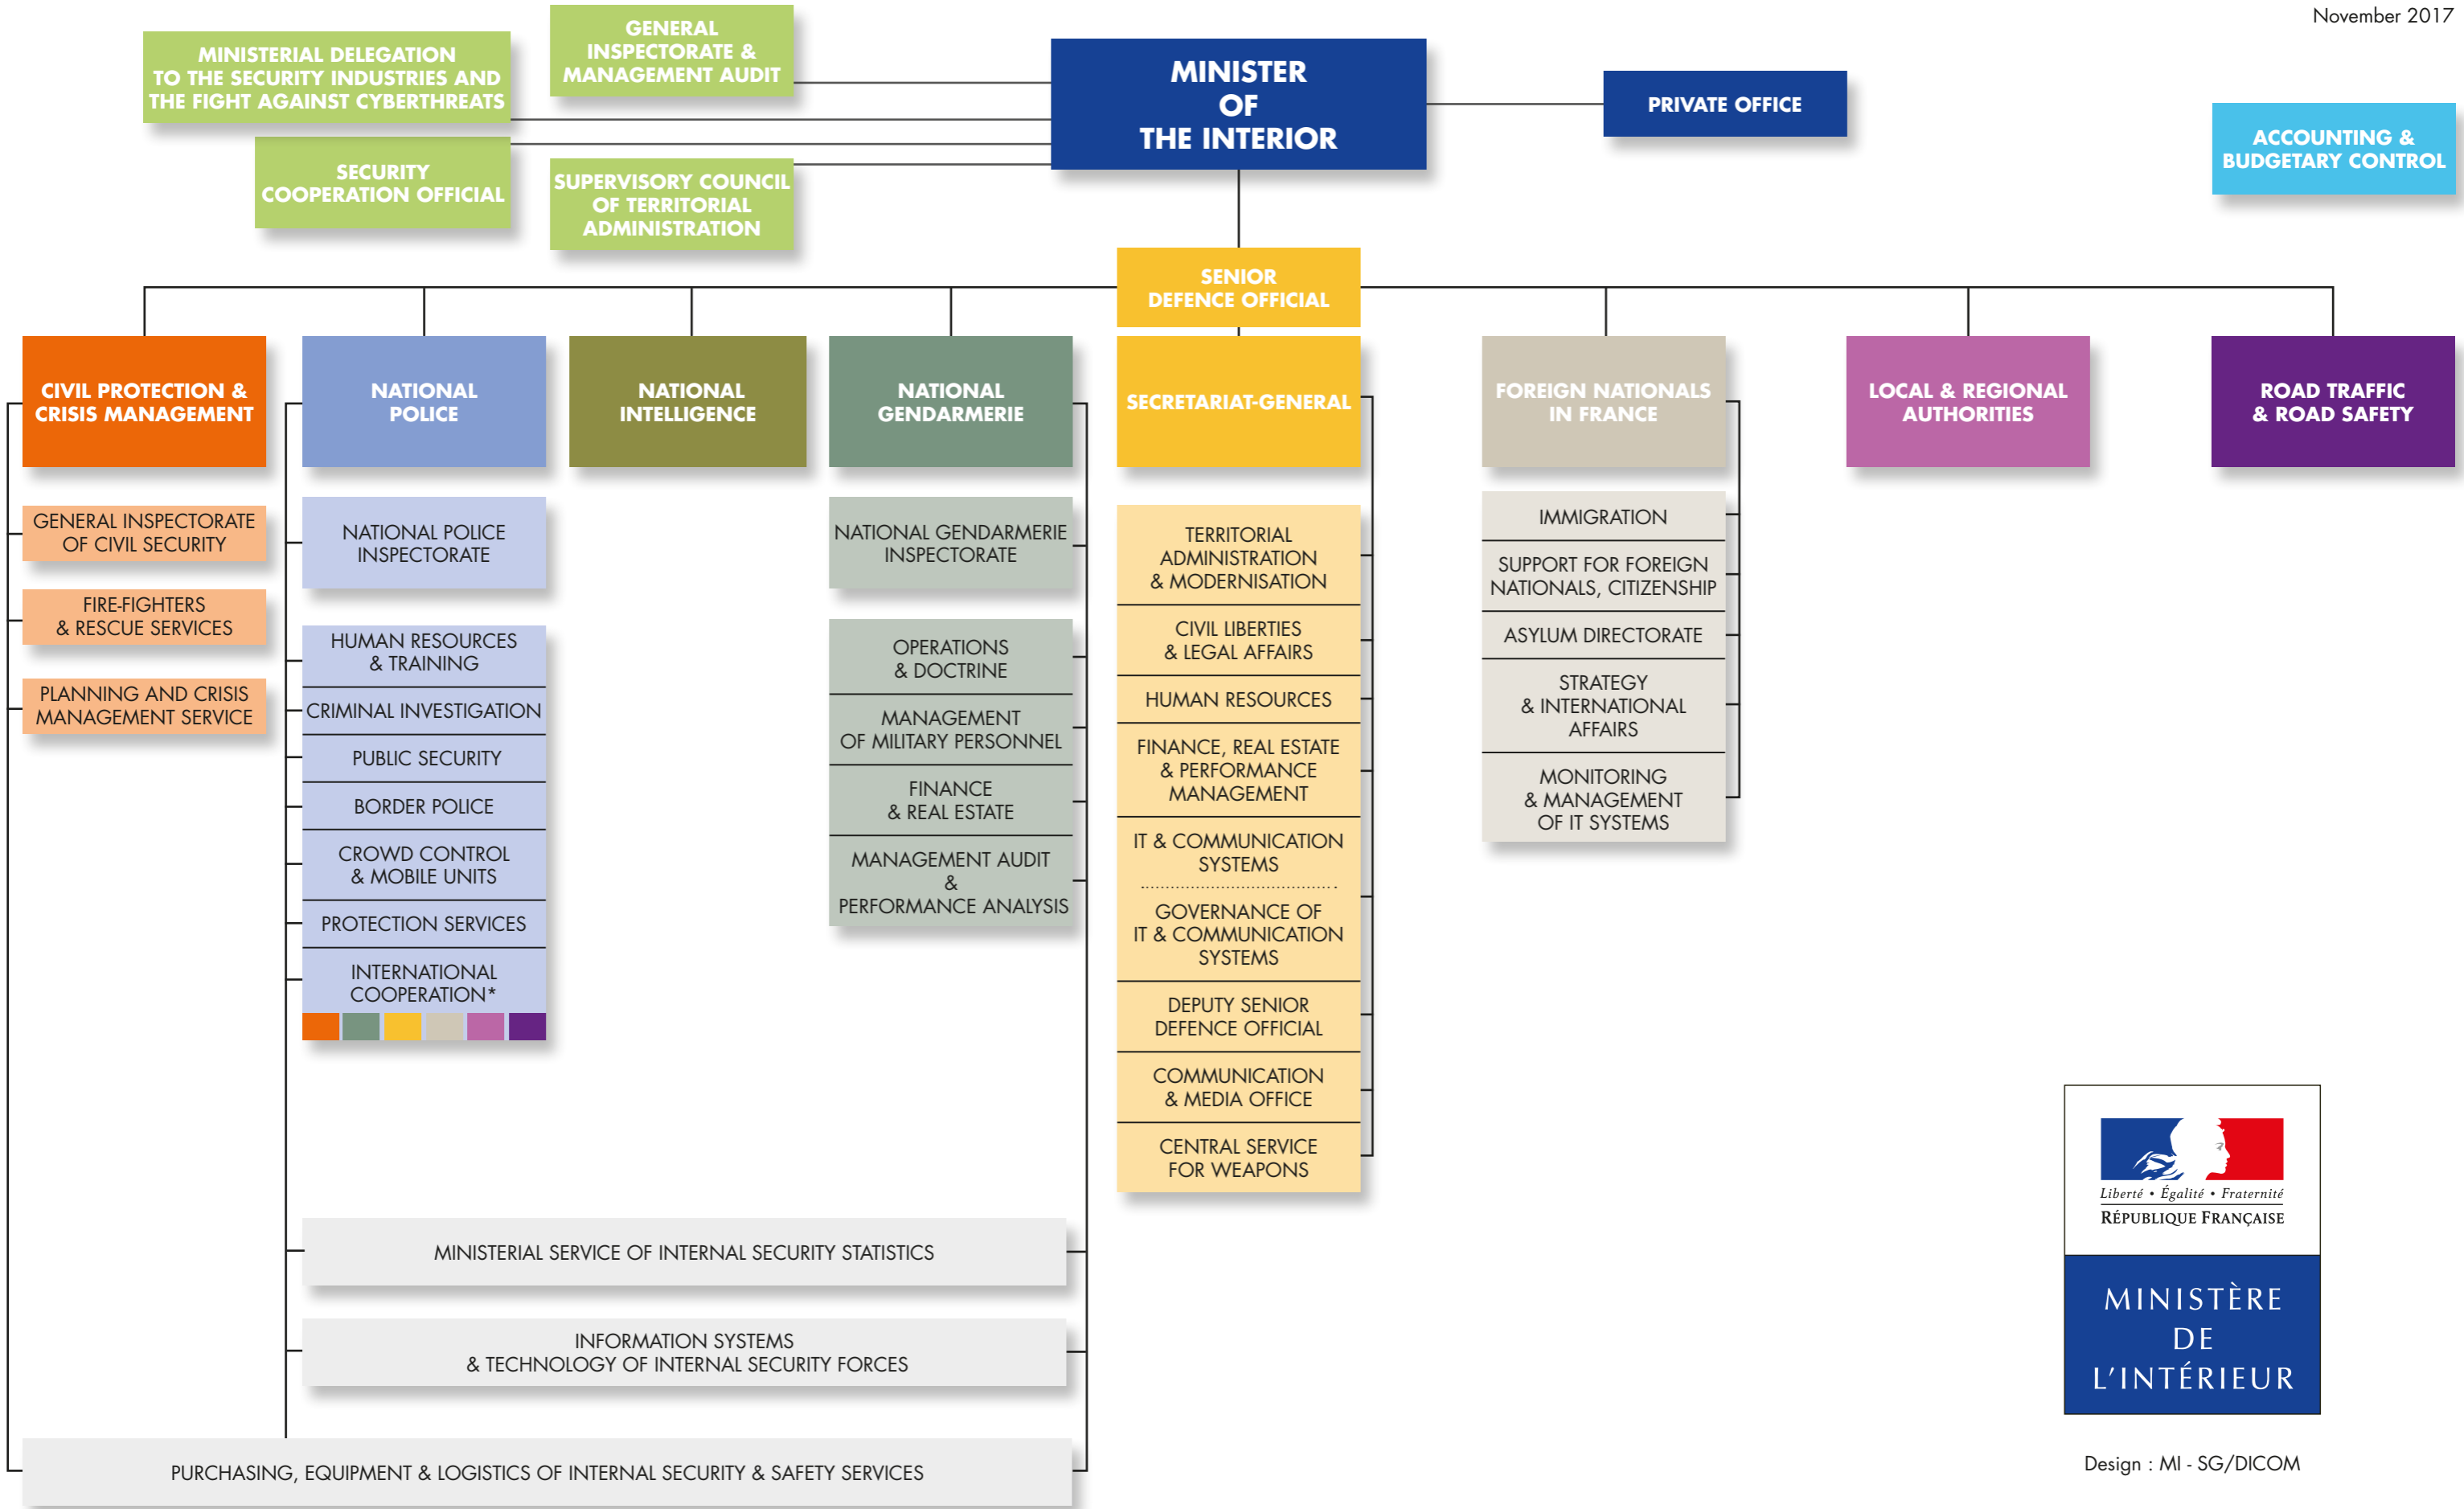 November 2017
MINISTERIAL DELEGATION
TO THE SECURITY INDUSTRIES AND
THE FIGHT AGAINST CYBERTHREATS
GENERAL
INSPECTORATE &
MANAGEMENT AUDIT
SECURITY
COOPERATION OFFICIAL
SUPERVISORY COUNCIL
OF TERRITORIAL
ADMINISTRATION
MINISTER
OF
THE INTERIOR
PRIVATE OFFICE
ACCOUNTING &
BUDGETARY CONTROL
SENIOR
DEFENCE OFFICIAL
CIVIL PROTECTION &
CRISIS MANAGEMENT
GENERAL INSPECTORATE
OF CIVIL SECURITY
FIRE-FIGHTERS
& RESCUE SERVICES
PLANNING AND CRISIS
MANAGEMENT SERVICE
NATIONAL
POLICE
NATIONAL POLICE
INSPECTORATE
HUMAN RESOURCES
& TRAINING
CRIMINAL INVESTIGATION
PUBLIC SECURITY
BORDER POLICE
CROWD CONTROL
& MOBILE UNITS
PROTECTION SERVICES
INTERNATIONAL
COOPERATION*
NATIONAL
INTELLIGENCE
NATIONAL
GENDARMERIE
NATIONAL GENDARMERIE
INSPECTORATE
OPERATIONS
& DOCTRINE
MANAGEMENT
OF MILITARY PERSONNEL
FINANCE
& REAL ESTATE
MANAGEMENT AUDIT
&
PERFORMANCE ANALYSIS
SECRETARIAT-GENERAL
TERRITORIAL
ADMINISTRATION
& MODERNISATION
CIVIL LIBERTIES
& LEGAL AFFAIRS
HUMAN RESOURCES
FINANCE, REAL ESTATE
& PERFORMANCE
MANAGEMENT
IT & COMMUNICATION
SYSTEMS
GOVERNANCE OF
IT & COMMUNICATION
SYSTEMS
DEPUTY SENIOR
DEFENCE OFFICIAL
COMMUNICATION
& MEDIA OFFICE
CENTRAL SERVICE
FOR WEAPONS
FOREIGN NATIONALS
IN FRANCE
IMMIGRATION
SUPPORT FOR FOREIGN
NATIONALS, CITIZENSHIP
ASYLUM DIRECTORATE
STRATEGY
& INTERNATIONAL
AFFAIRS
MONITORING
& MANAGEMENT
OF IT SYSTEMS
LOCAL & REGIONAL
AUTHORITIES
ROAD TRAFFIC
& ROAD SAFETY
MINISTERIAL SERVICE OF INTERNAL SECURITY STATISTICS
INFORMATION SYSTEMS
& TECHNOLOGY OF INTERNAL SECURITY FORCES
PURCHASING, EQUIPMENT & LOGISTICS OF INTERNAL SECURITY & SAFETY SERVICES
Liberté • Égalité • Fraternité
RÉPUBLIQUE FRANÇAISE
MINISTÈRE
DE
L'INTÉRIEUR
Design : MI - SG/DICOM